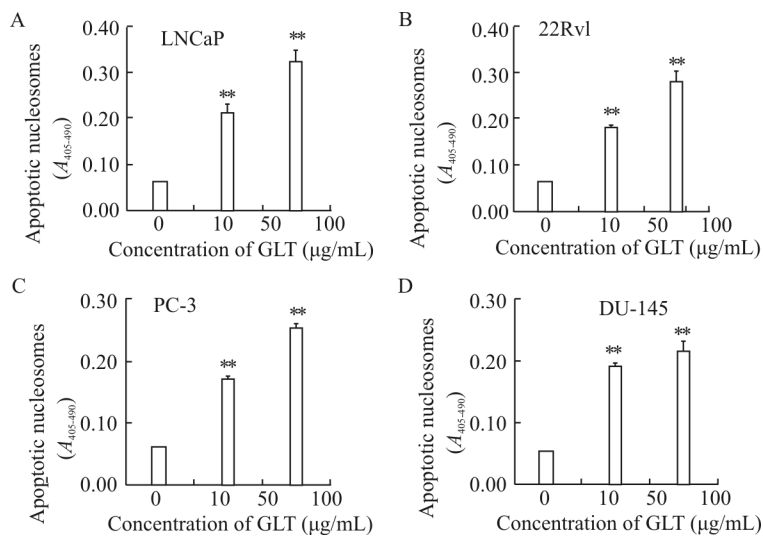 A
LNCaP
Apoptotic nucleosomes
(A405-490)
0.40
0.30
0.20
0.10
0.00
**
**
0 10 50 100
Concentration of GLT (μg/mL)
B
22Rvl
Apoptotic nucleosomes
(A405-490)
0.40
0.30
0.20
0.10
0.00
**
**
0 10 50 100
Concentration of GLT (μg/mL)
C
PC-3
Apoptotic nucleosomes
(A405-490)
0.30
0.20
0.10
0.00
**
**
0 10 50 100
Concentration of GLT (μg/mL)
D
DU-145
Apoptotic nucleosomes
(A405-490)
0.30
0.20
0.10
0.00
**
**
0 10 50 100
Concentration of GLT (μg/mL)